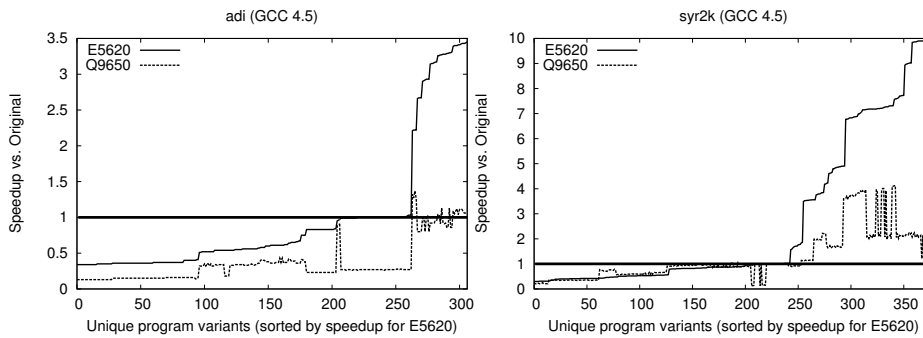 adi (GCC 4.5)
3.5
3
2.5
2
1.5
1
0.5
0
E5620
Q9650
Speedup vs. Original
0 50 100 150 200 250 300
Unique program variants (sorted by speedup for E5620)
syr2k (GCC 4.5)
10
9
8
7
6
5
4
3
2
1
0
E5620
Q9650
Speedup vs. Original
0 50 100 150 200 250 300 350
Unique program variants (sorted by speedup for E5620)